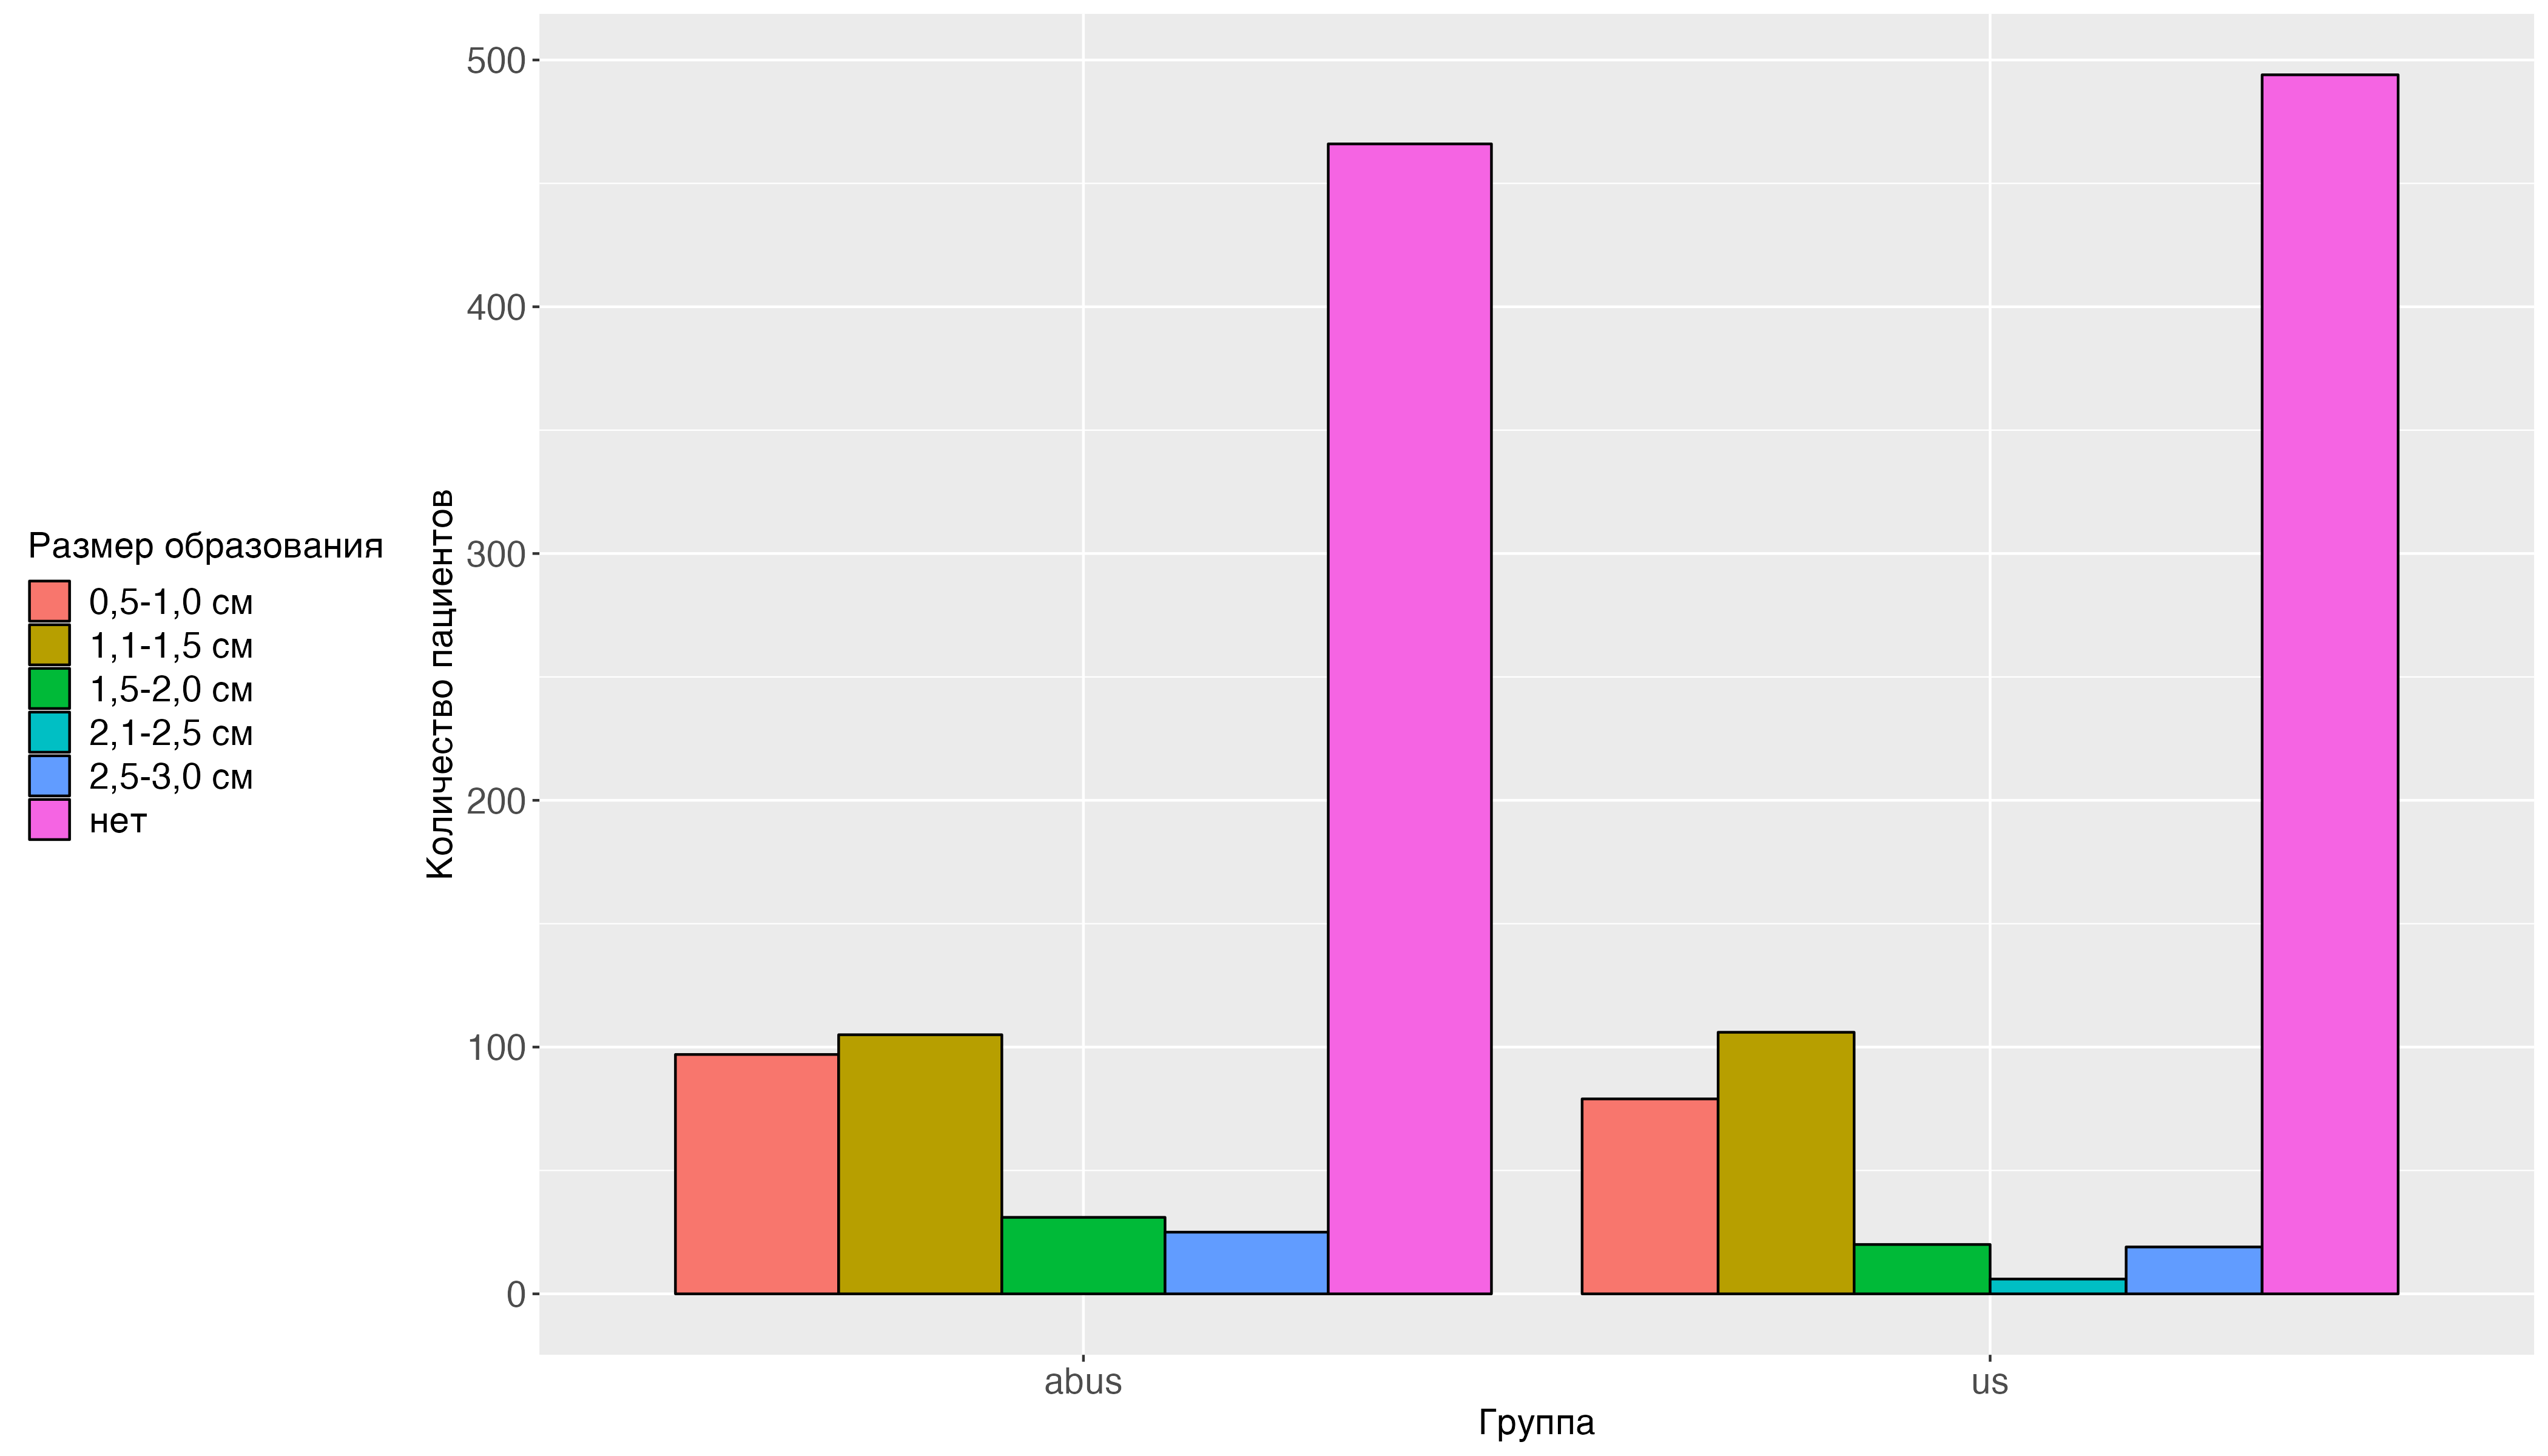 Размер образования
0,5-1,0 см
1,1-1,5 см
1,5-2,0 см
2,1-2,5 см
2,5-3,0 см
нет
Количество пациентов
500
400
300
200
100
0
abus
us
Группа